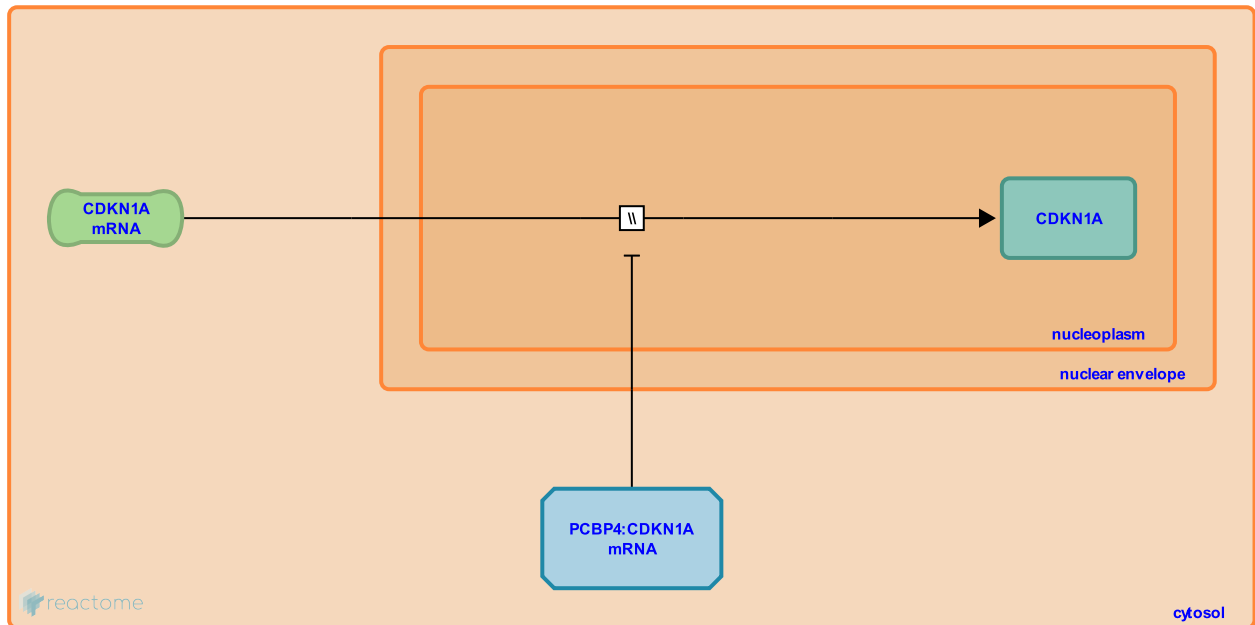 CDKN1A
mRNA
\\
CDKN1A
nucleoplasm
nuclear envelope
PCBP4:CDKN1A
mRNA
reactome
cytosol